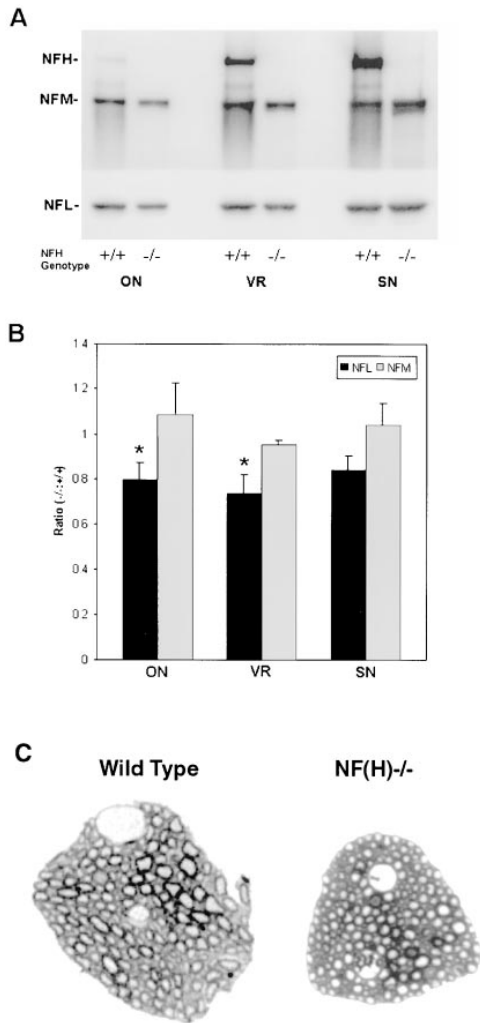 A
NFH-
NFM-
NFL-
NFH
Genotype
+/+ -/- +/+ -/- +/+ -/-
ON VR SN
B
Ratio (-/-:+/+)
1 4
1 2
1
0 8
0 6
0 4
0 2
0
NFL NFM
* *
ON VR SN
C
Wild Type NF(H)-/-